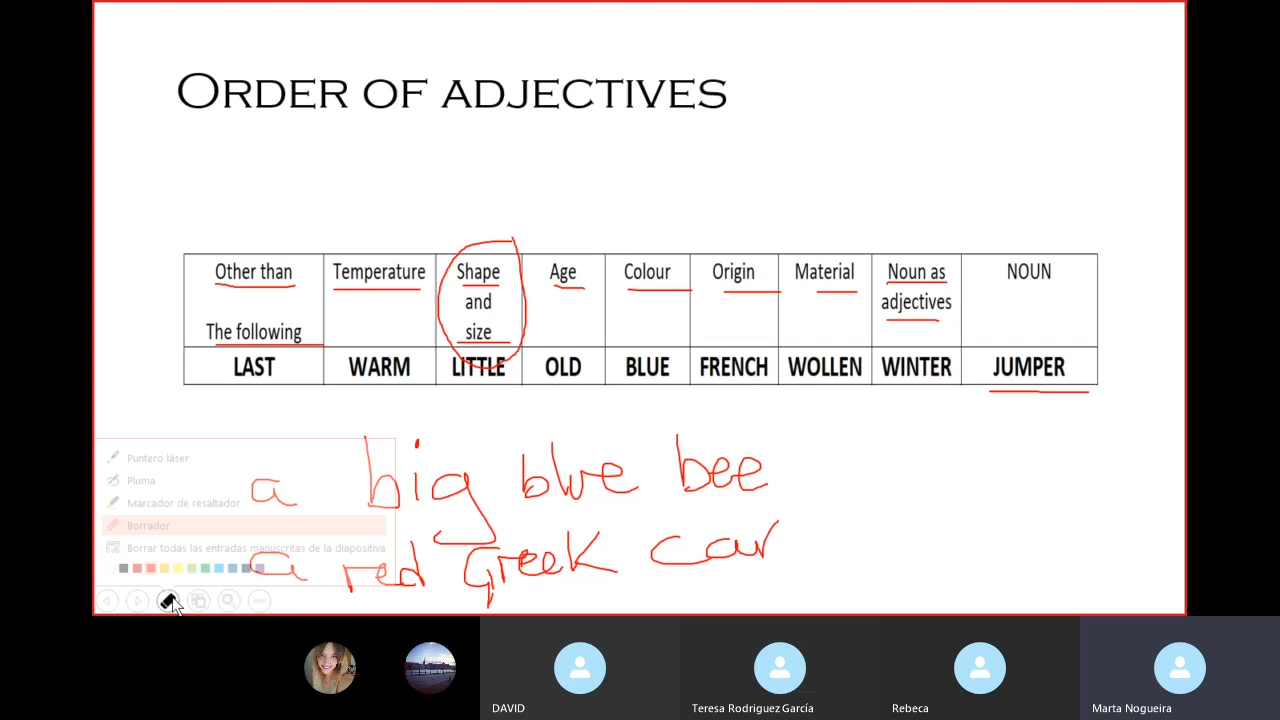 ORDER OF ADJECTIVES
Other than Temperature Shape Age Colour Origin Material Noun as NOUN
and adjectives
The following size
LAST WARM LITTLE OLD BLUE FRENCH WOLLEN WINTER JUMPER
Puntero láser
Pluma
Marcador de resaltador
Borrador
Borrar todas las entradas manuscritas de la diapositiva
a big blue bee
a red Greek car
DAVID Teresa Rodriguez García Rebeca Marta Nogueira